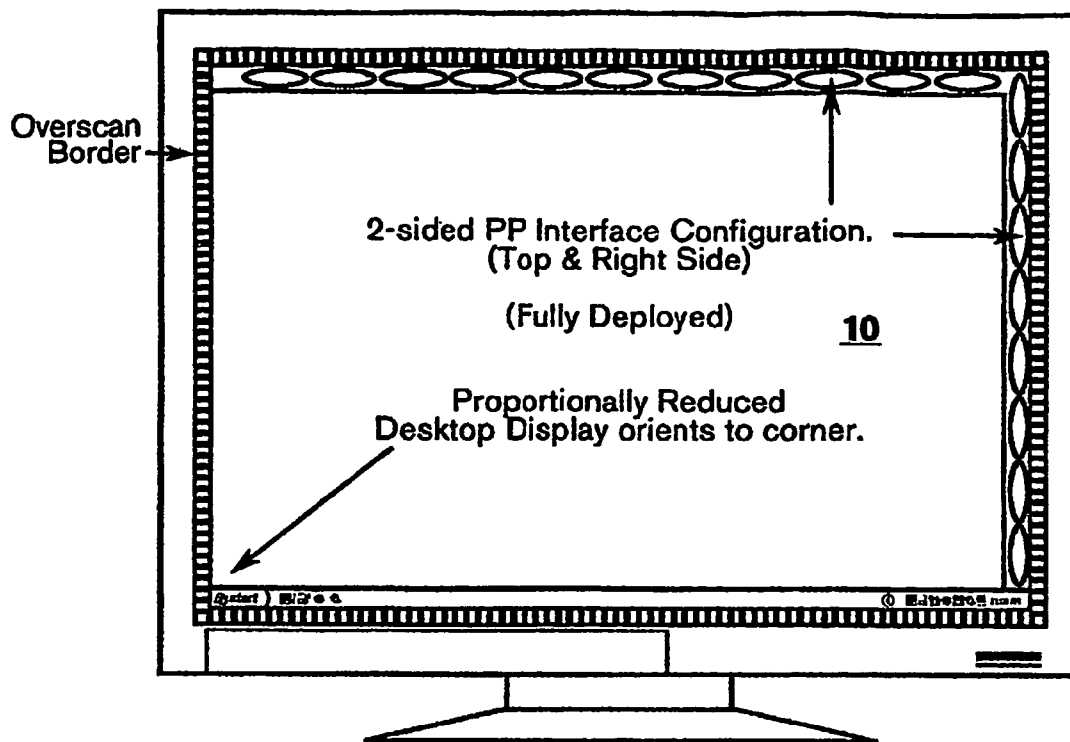 Overscan
Border
2-sided PP Interface Configuration.
(Top & Right Side)
(Fully Deployed)
10
Proportionally Reduced
Desktop Display orients to corner.
start